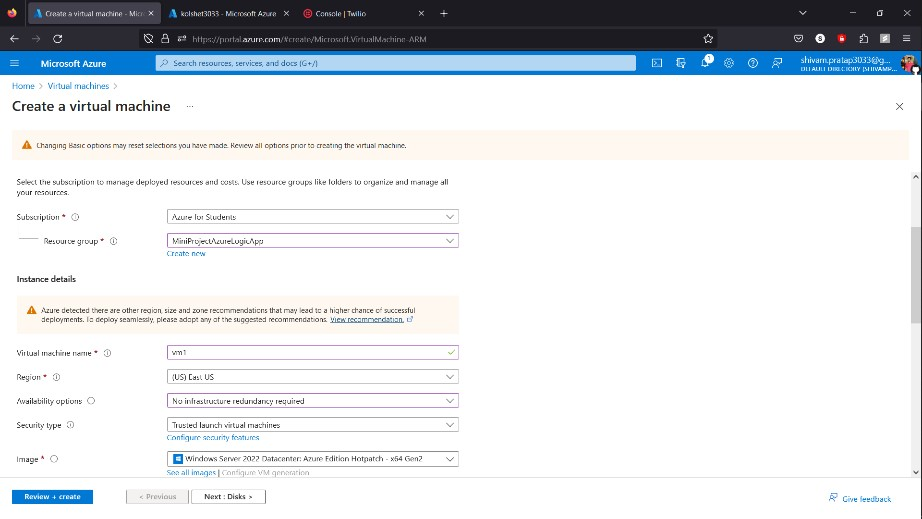 Create a virtual machine - Micr
kolshet3033 - Microsoft Azure
Console | Twilio
https://portal.azure.com/#create/Microsoft.VirtualMachine-ARM
Microsoft Azure
Search resources, services, and docs (G+/)
1
shivam.pratap3033@g...
DEFAULT DIRECTORY (SHIVAMP...
Home > Virtual machines >
Create a virtual machine ...
Changing Basic options may reset selections you have made. Review all options prior to creating the virtual machine.
Select the subscription to manage deployed resources and costs. Use resource groups like folders to organize and manage all
your resources.
Subscription *
Azure for Students
Resource group *
MiniProjectAzureLogicApp
Create new
Instance details
Azure detected there are other region, size and zone recommendations that may lead to a higher chance of successful
deployments. To deploy seamlessly, please adopt any of the suggested recommendations. View recommendation.
Virtual machine name *
vm1
Region *
(US) East US
Availability options
No infrastructure redundancy required
Security type
Trusted launch virtual machines
Configure security features
Image *
Windows Server 2022 Datacenter: Azure Edition Hotpatch - x64 Gen2
See all images | Configure VM generation
Review + create
< Previous
Next : Disks >
Give feedback